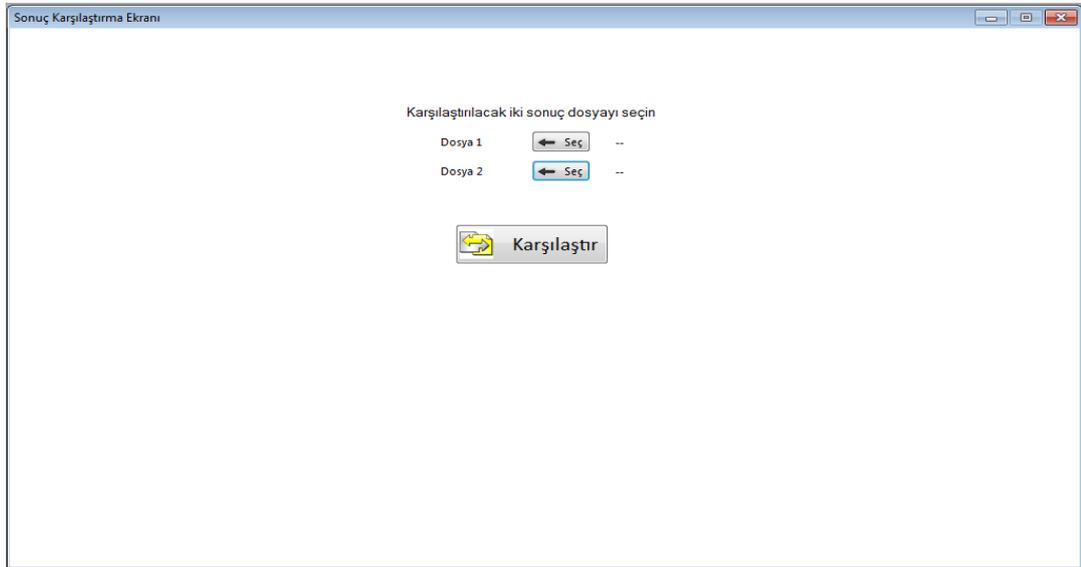 Sonuç Karşılaştırma Ekranı
Karşılaştırılacak iki sonuç dosyayı seçin
Dosya 1 Seç --
Dosya 2 Seç --
Karşılaştır